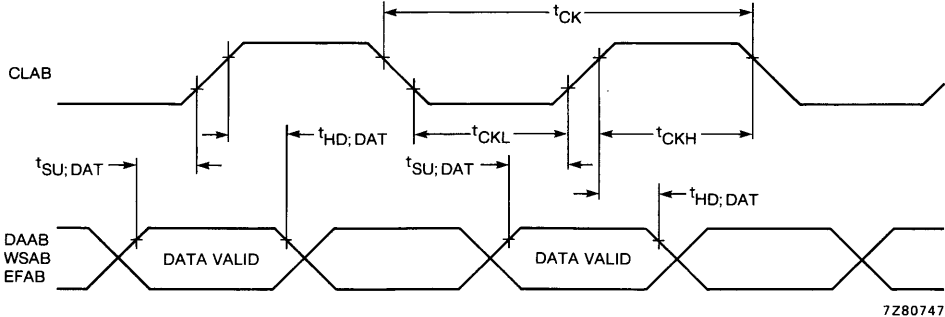 tCK
CLAB
tHD; DAT
tCKL
tCKH
tSU; DAT
tSU; DAT
tHD; DAT
DAAB
WSAB
EFAB
DATA VALID
DATA VALID
7Z80747